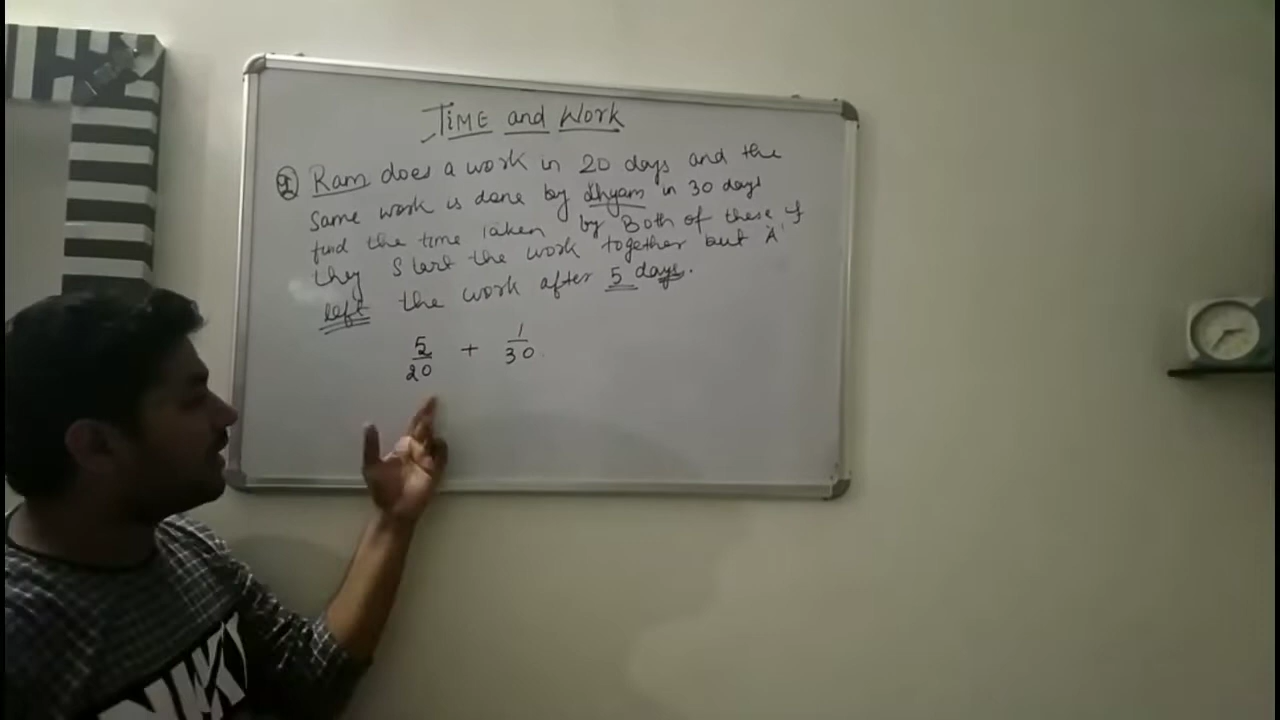 TIME and Work
Q Ram does a work in 20 days and the
same work is done by Shyam in 30 days
find the time taken by Both of these if
they start the work together but 'A'
left the work after 5 days.
5/20 + 1/30